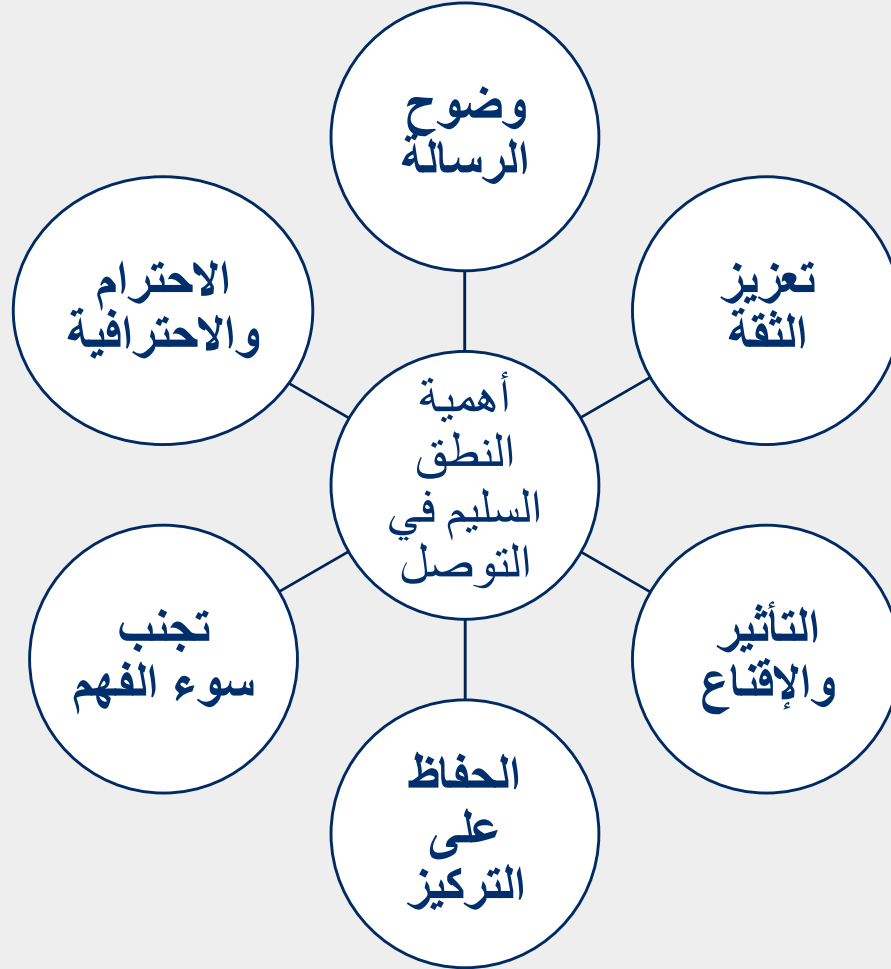 وضوح
الرسالة
تعزيز
الثقة
التأثير
والإقناع
الحفاظ
على
التركيز
تجنب
سوء الفهم
الاحترام
والاحترافية
أهمية
النطق
السليم في
التوصل